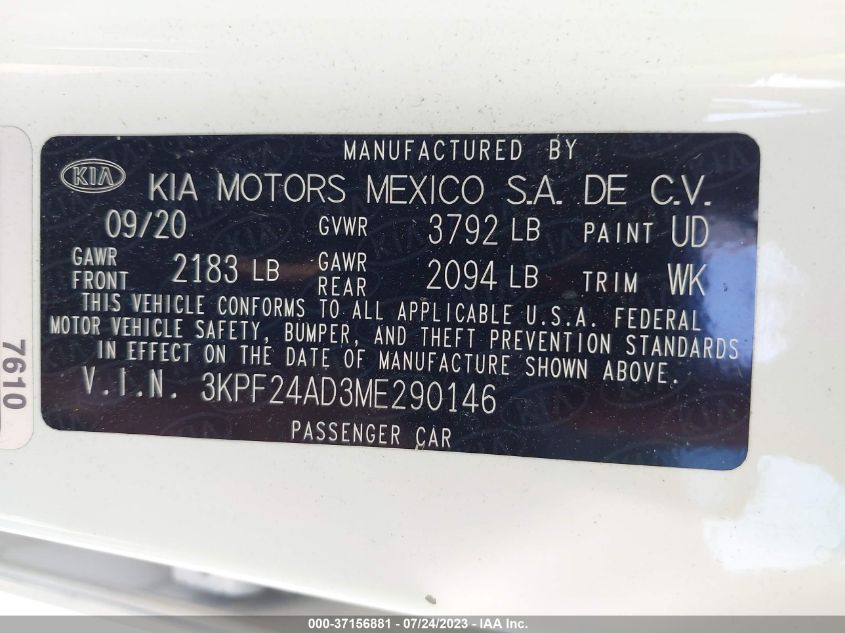 MANUFACTURED BY
KIA KIA MOTORS MEXICO S.A. DE C.V.
09/20 GVWR 3792 LB PAINT UD
GAWR FRONT 2183 LB GAWR REAR 2094 LB TRIM WK
THIS VEHICLE CONFORMS TO ALL APPLICABLE U.S.A. FEDERAL
MOTOR VEHICLE SAFETY, BUMPER, AND THEFT PREVENTION STANDARDS
IN EFFECT ON THE DATE OF MANUFACTURE SHOWN ABOVE.
V.I.N. 3KPF24AD3ME290146
PASSENGER CAR
7610
000-37156881 - 07/24/2023 - IAA Inc.